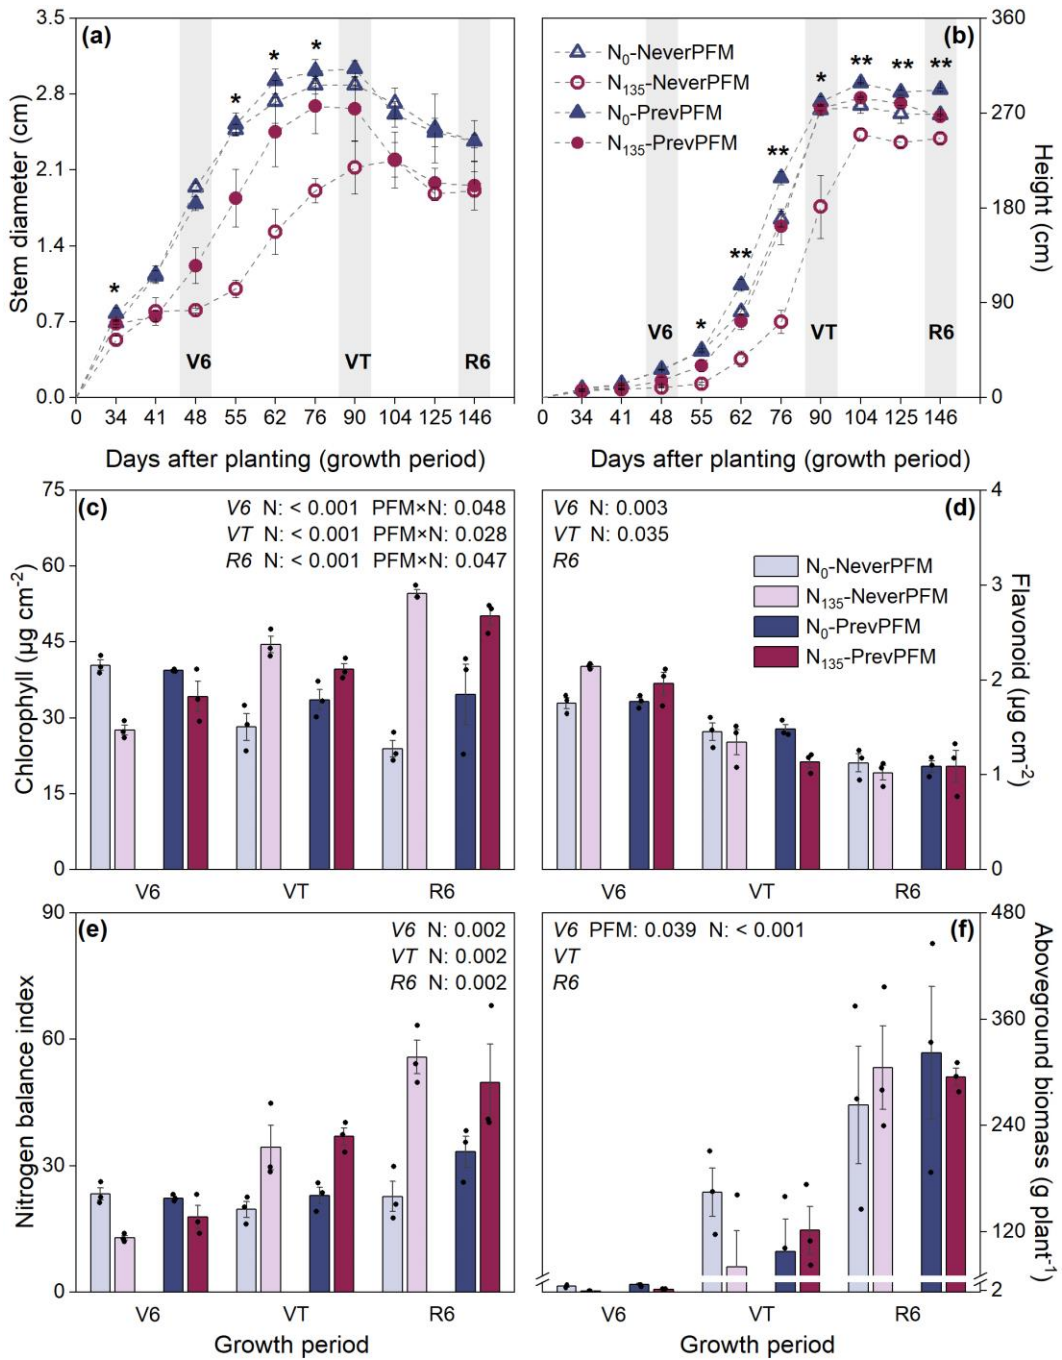 (a)
3.5
2.8
2.1
1.4
0.7
0.0
Stem diameter (cm)
* * * *
V6 VT R6
0 34 41 48 55 62 76 90 104 125 146
Days after planting (growth period)
(b)
N₀-NeverPFM
N₁₃₅-NeverPFM
N₀-PrevPFM
N₁₃₅-PrevPFM
* ** ** * ** ** **
V6 VT R6
360
270
180
90
0
Height (cm)
0 34 41 48 55 62 76 90 104 125 146
Days after planting (growth period)
(c)
V6 N: < 0.001 PFM×N: 0.048
VT N: < 0.001 PFM×N: 0.028
R6 N: < 0.001 PFM×N: 0.047
75
60
45
30
15
0
Chlorophyll (µg cm⁻²)
V6 VT R6
(d)
V6 N: 0.003
VT N: 0.035
R6
N₀-NeverPFM
N₁₃₅-NeverPFM
N₀-PrevPFM
N₁₃₅-PrevPFM
4
3
2
1
0
Flavonoid (µg cm⁻²)
V6 VT R6
(e)
V6 N: 0.002
VT N: 0.002
R6 N: 0.002
90
60
30
0
Nitrogen balance index
V6 VT R6
Growth period
(f)
V6 PFM: 0.039 N: < 0.001
VT
R6
480
360
240
120
2
Aboveground biomass (g plant⁻¹)
V6 VT R6
Growth period